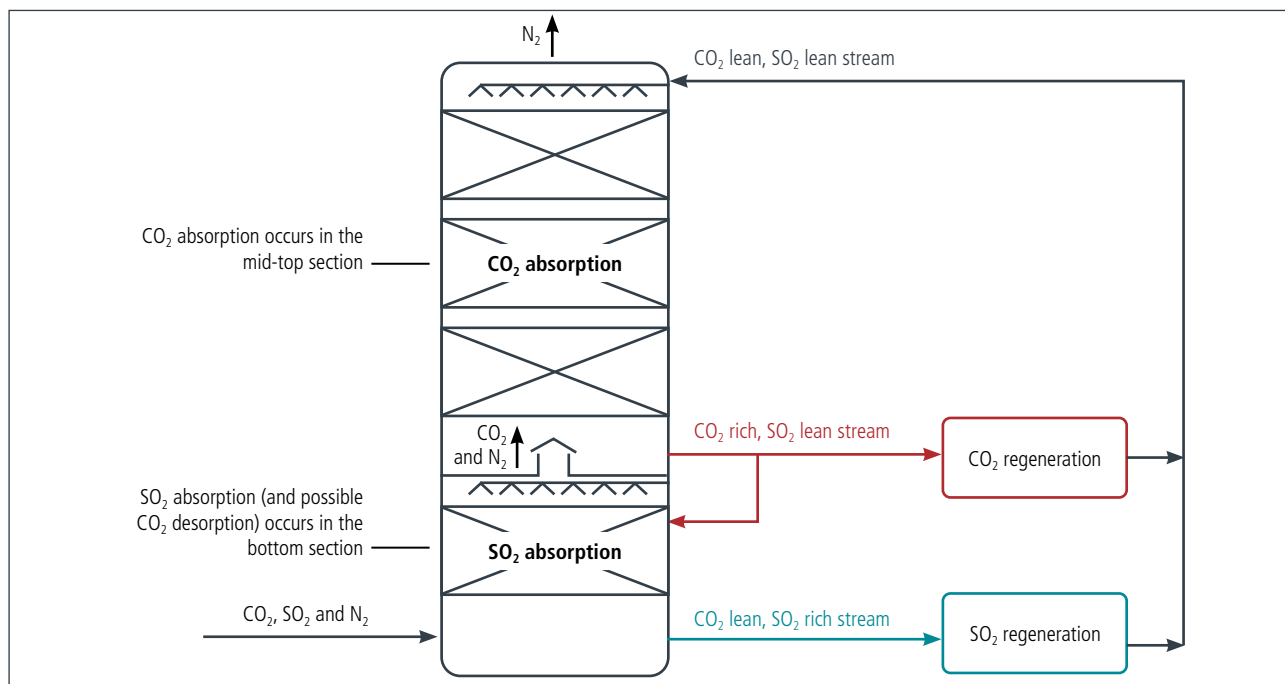 N₂
CO₂ lean, SO₂ lean stream
CO₂ absorption occurs in the
mid-top section
CO₂ absorption
CO₂
and N₂
CO₂ rich, SO₂ lean stream
CO₂ regeneration
SO₂ absorption (and possible
CO₂ desorption) occurs in the
bottom section
SO₂ absorption
CO₂, SO₂ and N₂
CO₂ lean, SO₂ rich stream
SO₂ regeneration